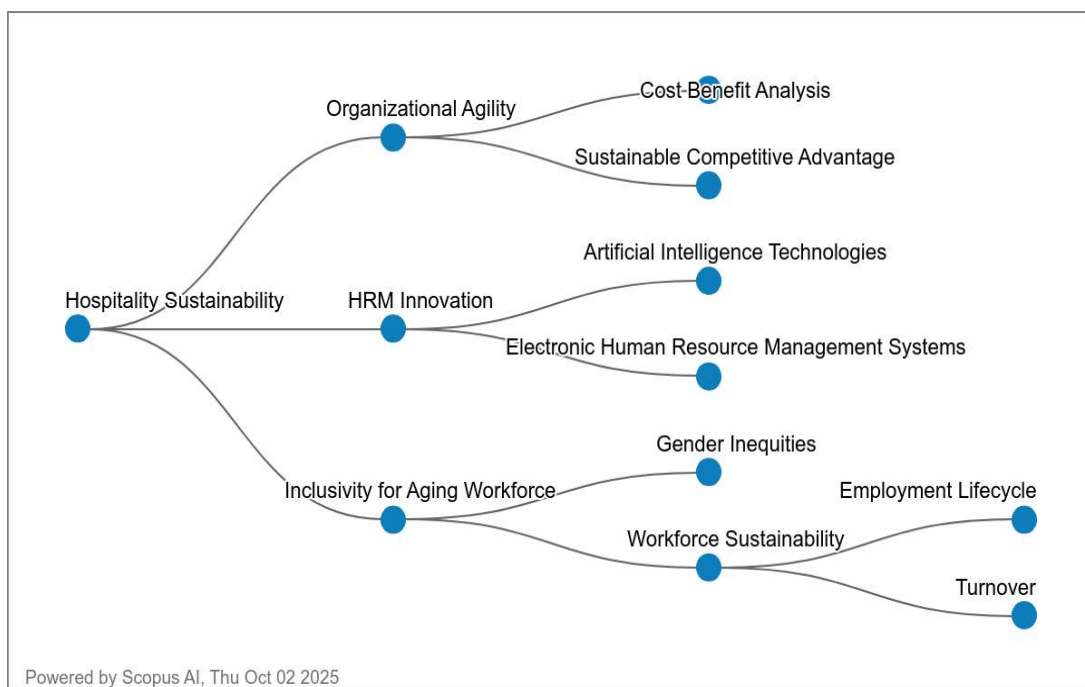 Cost Benefit Analysis
Organizational Agility
Sustainable Competitive Advantage
Artificial Intelligence Technologies
Hospitality Sustainability
HRM Innovation
Electronic Human Resource Management Systems
Gender Inequities
Inclusivity for Aging Workforce
Employment Lifecycle
Workforce Sustainability
Turnover
Powered by Scopus AI, Thu Oct 02 2025